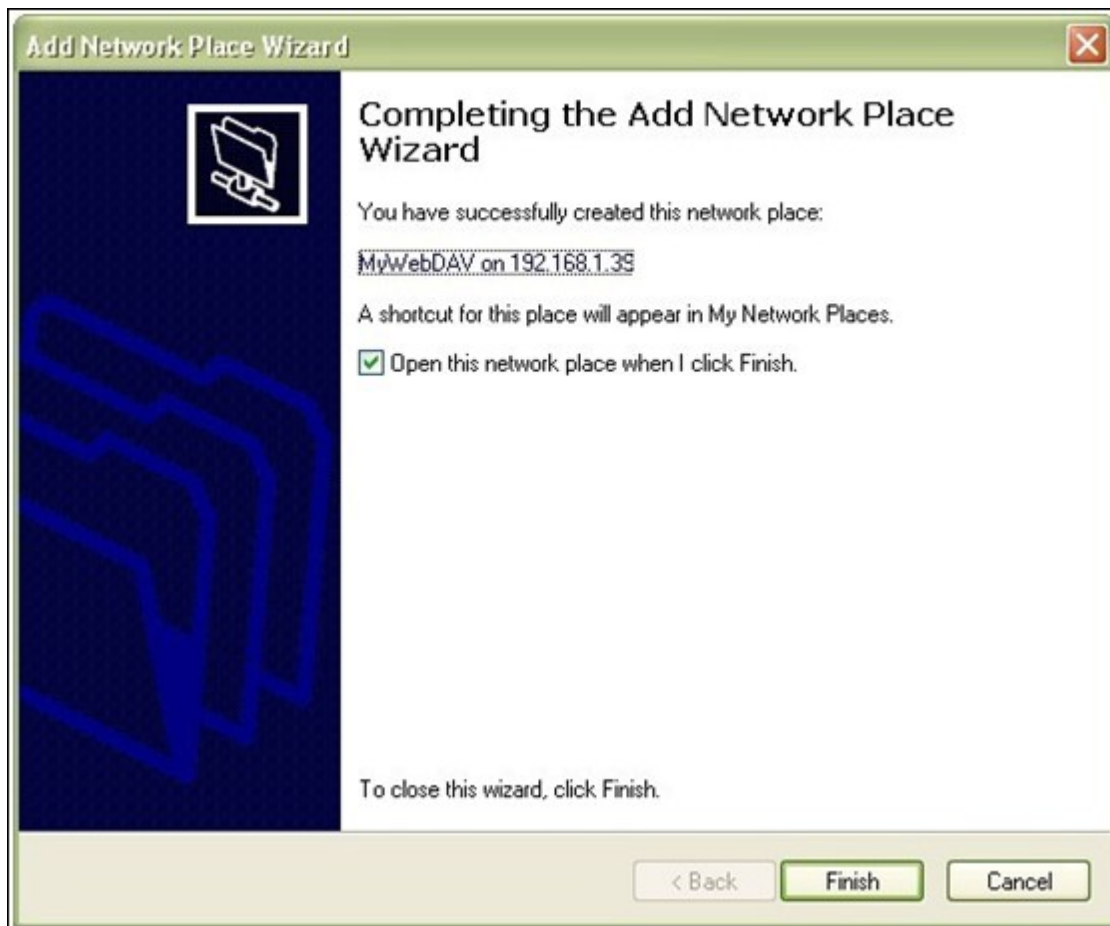 Add Network Place Wizard
Completing the Add Network Place
Wizard
You have successfully created this network place:
MyWebDAV on 192.168.1.39
A shortcut for this place will appear in My Network Places.
Open this network place when I click Finish.
To close this wizard, click Finish.
< Back
Finish
Cancel